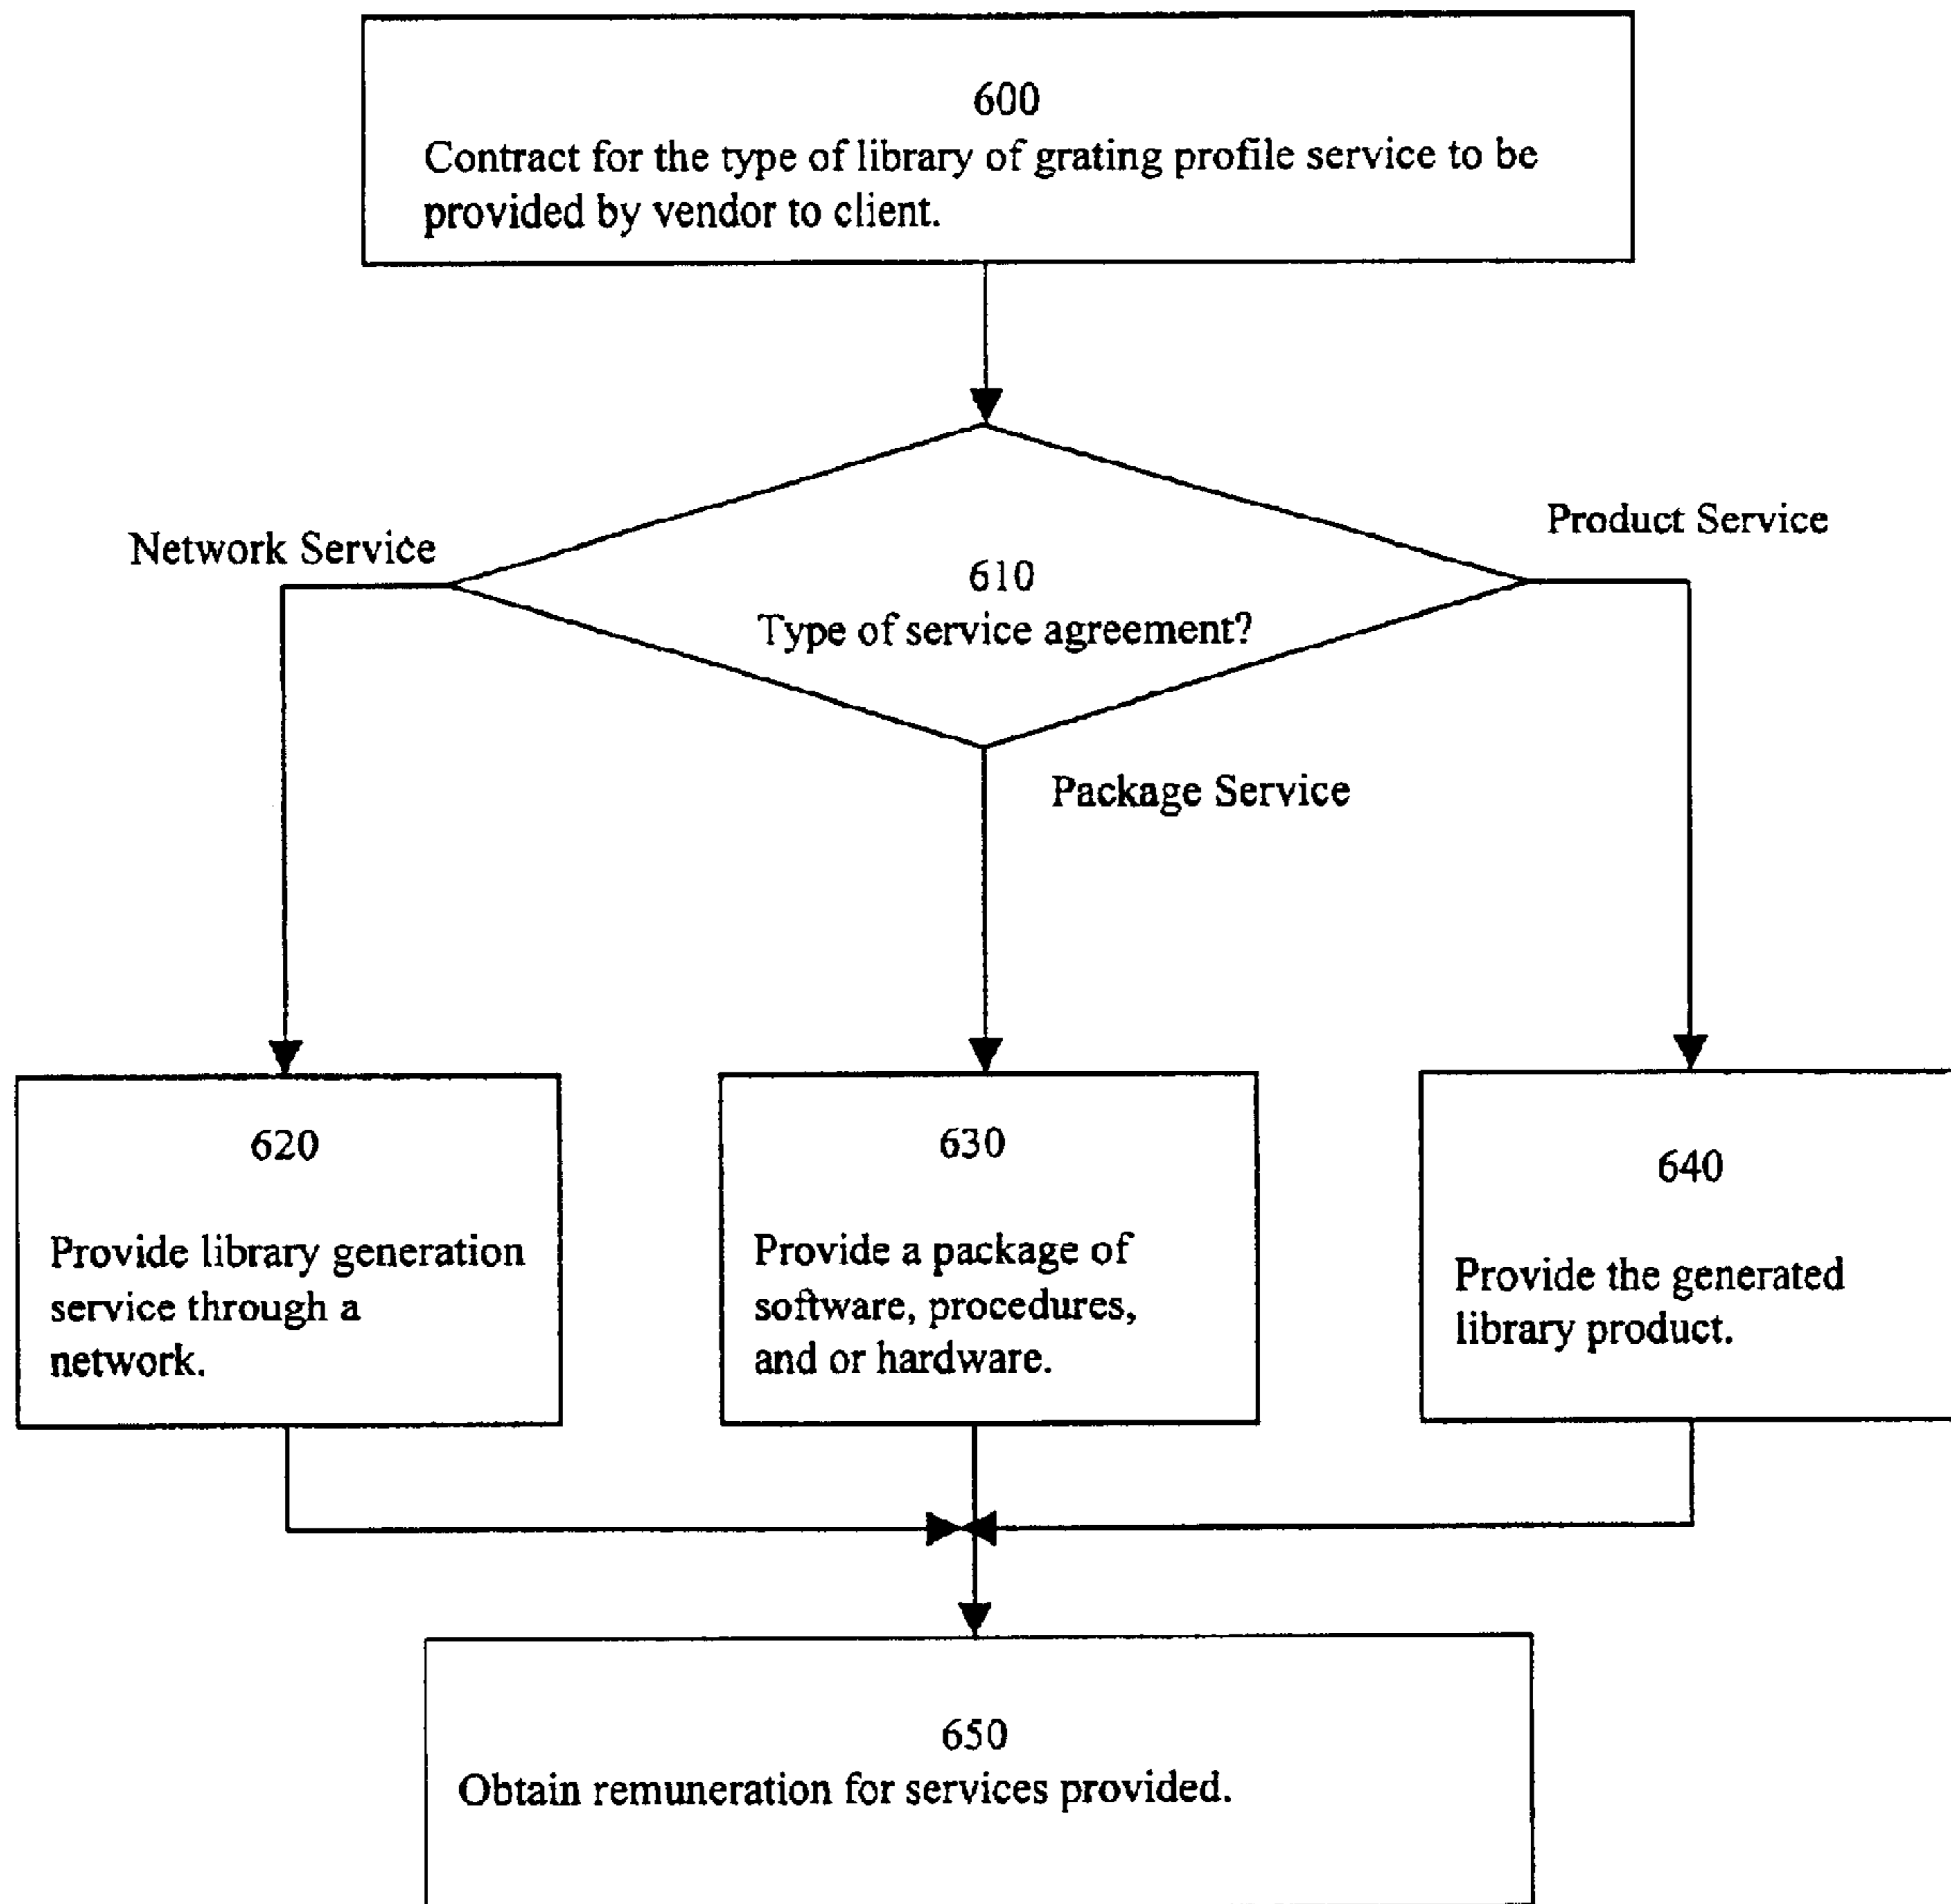 600
Contract for the type of library of grating profile service to be
provided by vendor to client.
Network Service
Product Service
610
Type of service agreement?
Package Service
620
Provide library generation
service through a
network.
630
Provide a package of
software, procedures,
and or hardware.
640
Provide the generated
library product.
650
Obtain remuneration for services provided.